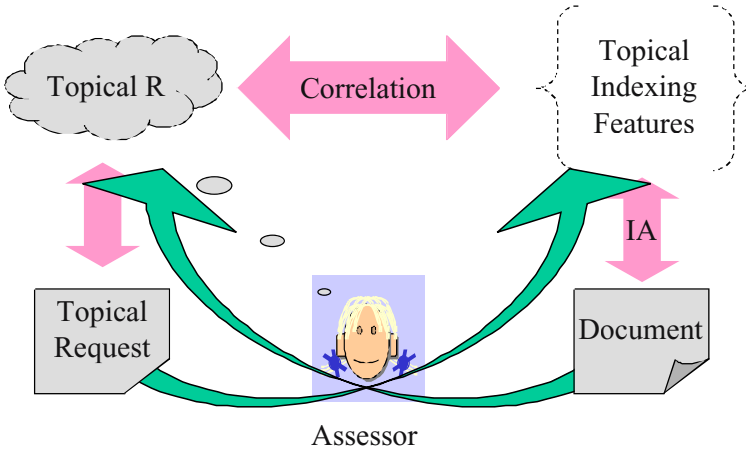 Topical R
Correlation
Topical
Indexing
Features
IA
Topical
Request
Document
Assessor